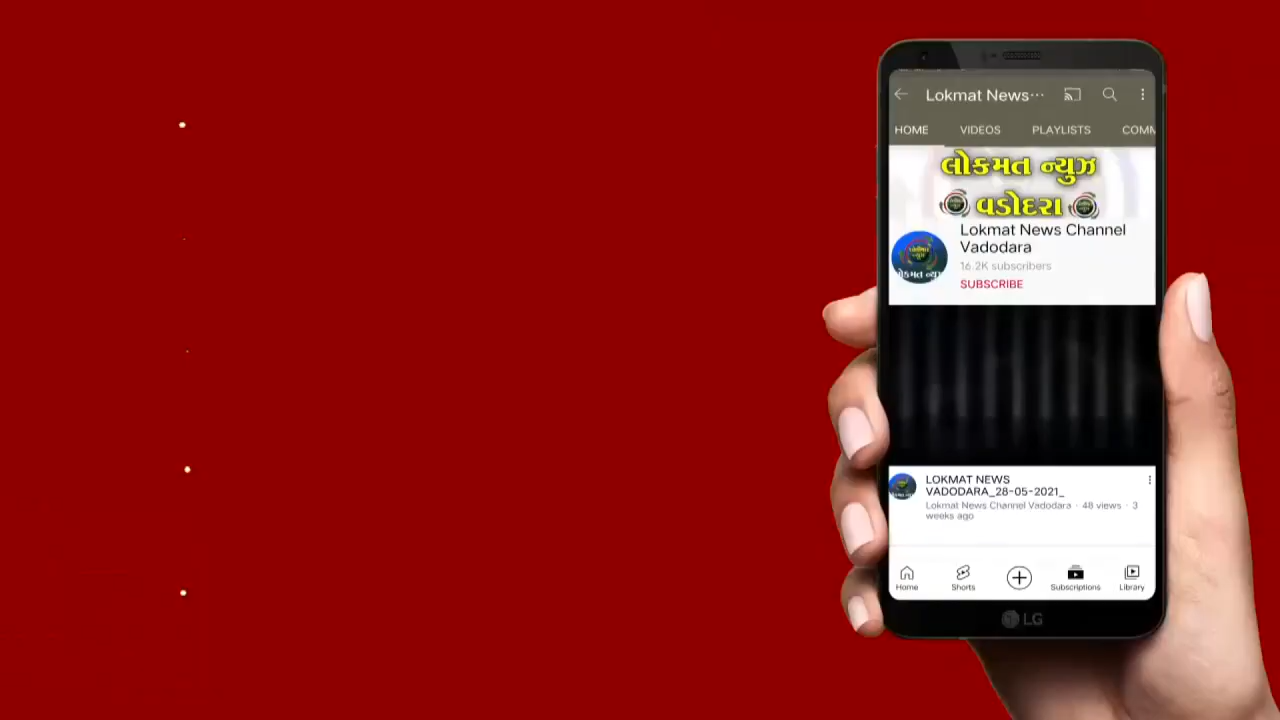 Lokmat News...
HOME VIDEOS PLAYLISTS COMM
લોકમત ન્યુઝ
વડોદરા
Lokmat News Channel
Vadodara
16.2K subscribers
SUBSCRIBE
લોકમત ન્યુઝ
LOKMAT NEWS
VADODARA_28-05-2021_
Lokmat News Channel Vadodara · 48 views · 3
weeks ago
Home Shorts Subscriptions Library
LG